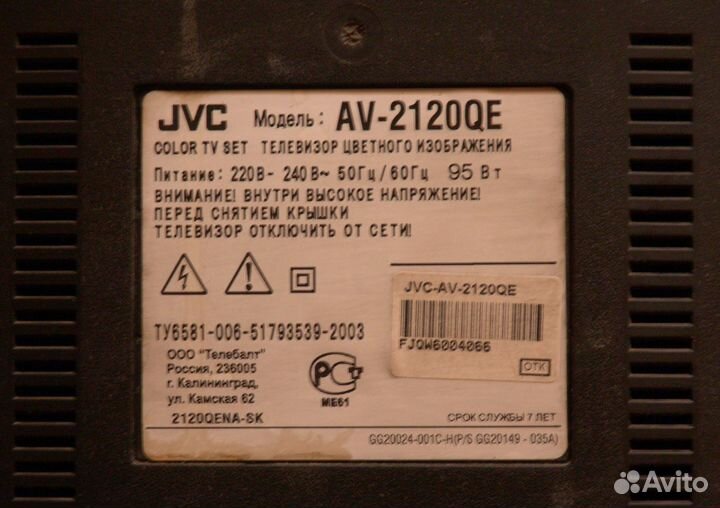 JVC Модель: AV-2120QE
COLOR TV SET ТЕЛЕВИЗОР ЦВЕТНОГО ИЗОБРАЖЕНИЯ
Питание: 220В- 240В~ 50Гц/60Гц 95 Вт
ВНИМАНИЕ! ВНУТРИ ВЫСОКОЕ НАПРЯЖЕНИЕ!
ПЕРЕД СНЯТИЕМ КРЫШКИ
ТЕЛЕВИЗОР ОТКЛЮЧИТЬ ОТ СЕТИ!
JVC-AV-2120QE
FJQW6004066
ОТК
ТУ6581-006-51793539-2003
ООО "Телебалт"
Россия, 236005
г. Калининград,
ул. Камская 62
2120QENA-SK
РСТ
МЕ61
СРОК СЛУЖБЫ 7 ЛЕТ
GG20024-001C-H(P/S GG20149 - 035A)
Avito